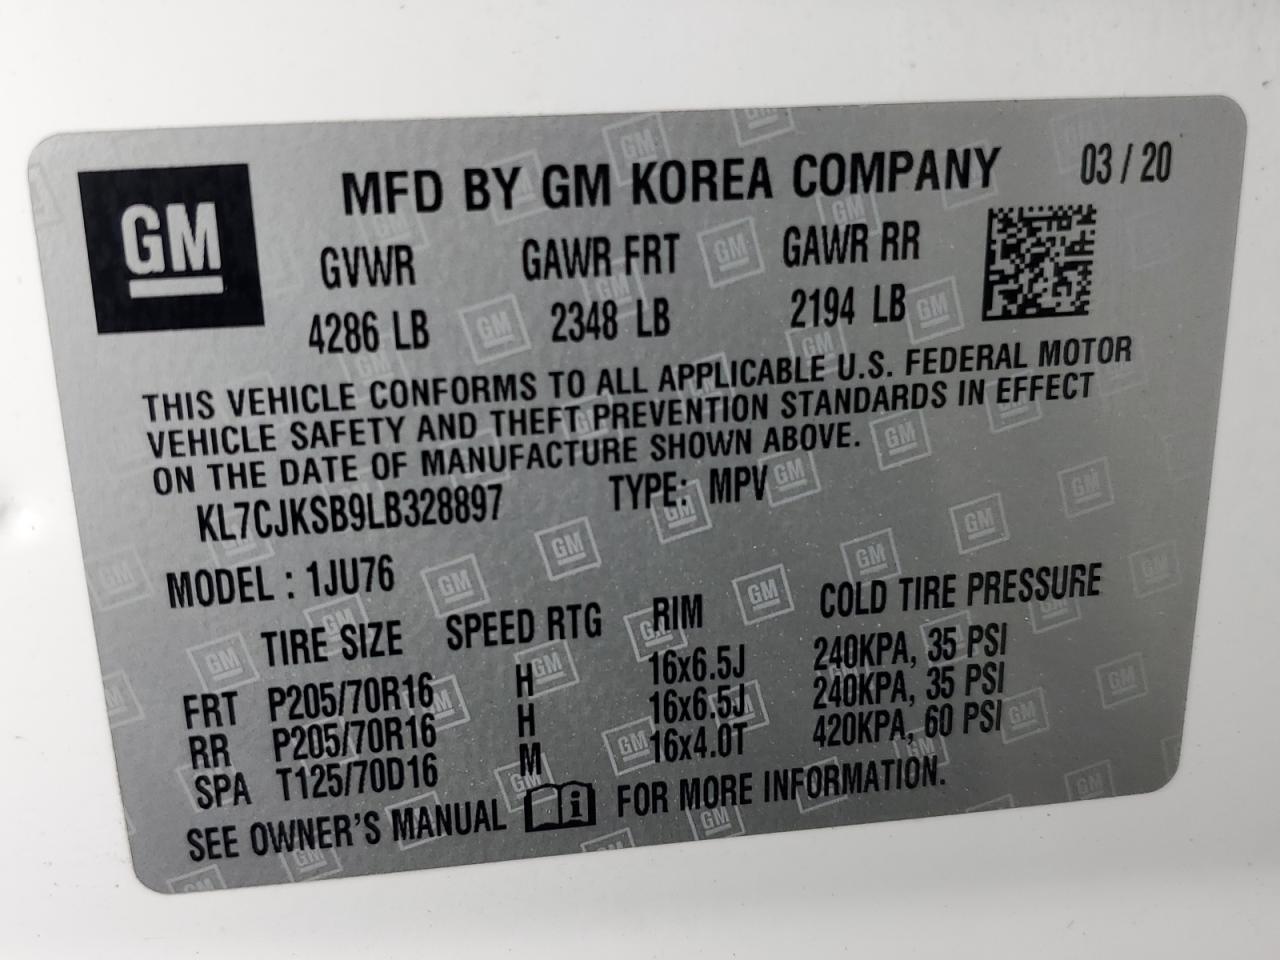 GM
MFD BY GM KOREA COMPANY 03 / 20
GVWR GAWR FRT GAWR RR
4286 LB 2348 LB 2194 LB
THIS VEHICLE CONFORMS TO ALL APPLICABLE U.S. FEDERAL MOTOR
VEHICLE SAFETY AND THEFT PREVENTION STANDARDS IN EFFECT
ON THE DATE OF MANUFACTURE SHOWN ABOVE.
KL7CJKSB9LB328897 TYPE: MPV
MODEL : 1JU76
TIRE SIZE SPEED RTG RIM COLD TIRE PRESSURE
FRT P205/70R16 H 16x6.5J 240KPA, 35 PSI
RR P205/70R16 H 16x6.5J 240KPA, 35 PSI
SPA T125/70D16 M 16x4.0T 420KPA, 60 PSI
SEE OWNER'S MANUAL i FOR MORE INFORMATION.